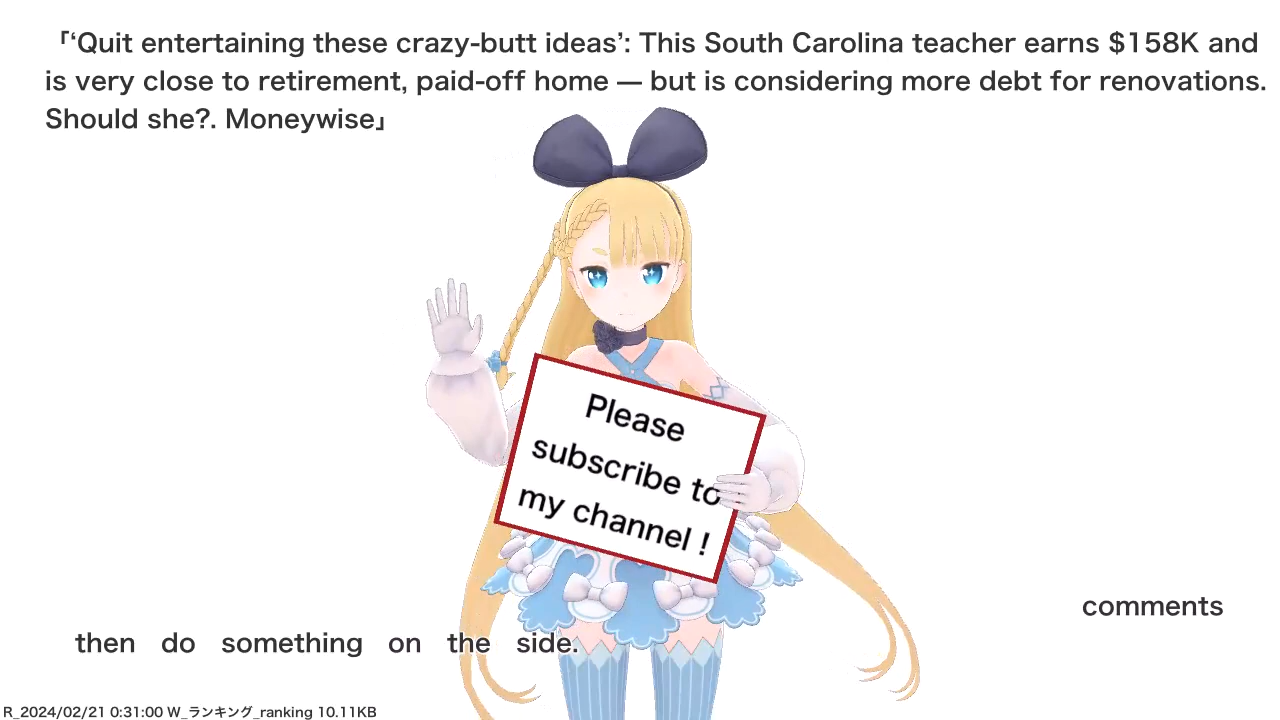 「‘Quit entertaining these crazy-butt ideas’: This South Carolina teacher earns $158K and
is very close to retirement, paid-off home — but is considering more debt for renovations.
Should she?. Moneywise」
Please
subscribe to
my channel !
comments
then do something on the side.
R_2024/02/21 0:31:00 W_ランキング_ranking 10.11KB